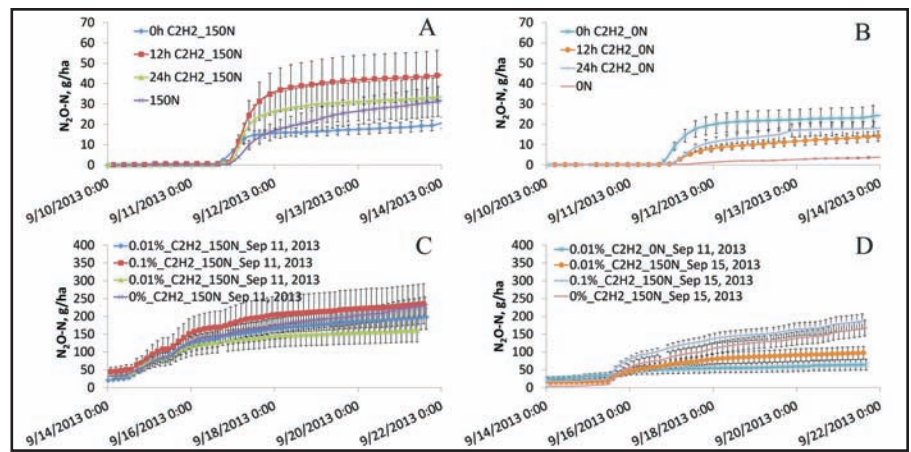 A
70
60
50
40
30
20
10
0
N₂O-N, g/ha
0h C2H2_150N
12h C2H2_150N
24h C2H2_150N
150N
9/10/2013 0:00
9/11/2013 0:00
9/12/2013 0:00
9/13/2013 0:00
9/14/2013 0:00
B
70
60
50
40
30
20
10
0
N₂O-N, g/ha
0h C2H2_0N
12h C2H2_0N
24h C2H2_0N
0N
9/10/2013 0:00
9/11/2013 0:00
9/12/2013 0:00
9/13/2013 0:00
9/14/2013 0:00
C
400
350
300
250
200
150
100
50
0
N₂O-N, g/ha
0.01%_C2H2_150N_Sep 11, 2013
0.1%_C2H2_150N_Sep 11, 2013
0.01%_C2H2_150N_Sep 11, 2013
0%_C2H2_150N_Sep 11, 2013
9/14/2013 0:00
9/16/2013 0:00
9/18/2013 0:00
9/20/2013 0:00
9/22/2013 0:00
D
400
350
300
250
200
150
100
50
0
N₂O-N, g/ha
0.01%_C2H2_0N_Sep 11, 2013
0.01%_C2H2_150N_Sep 15, 2013
0.1%_C2H2_150N_Sep 15, 2013
0%_C2H2_150N_Sep 15, 2013
9/14/2013 0:00
9/16/2013 0:00
9/18/2013 0:00
9/20/2013 0:00
9/22/2013 0:00